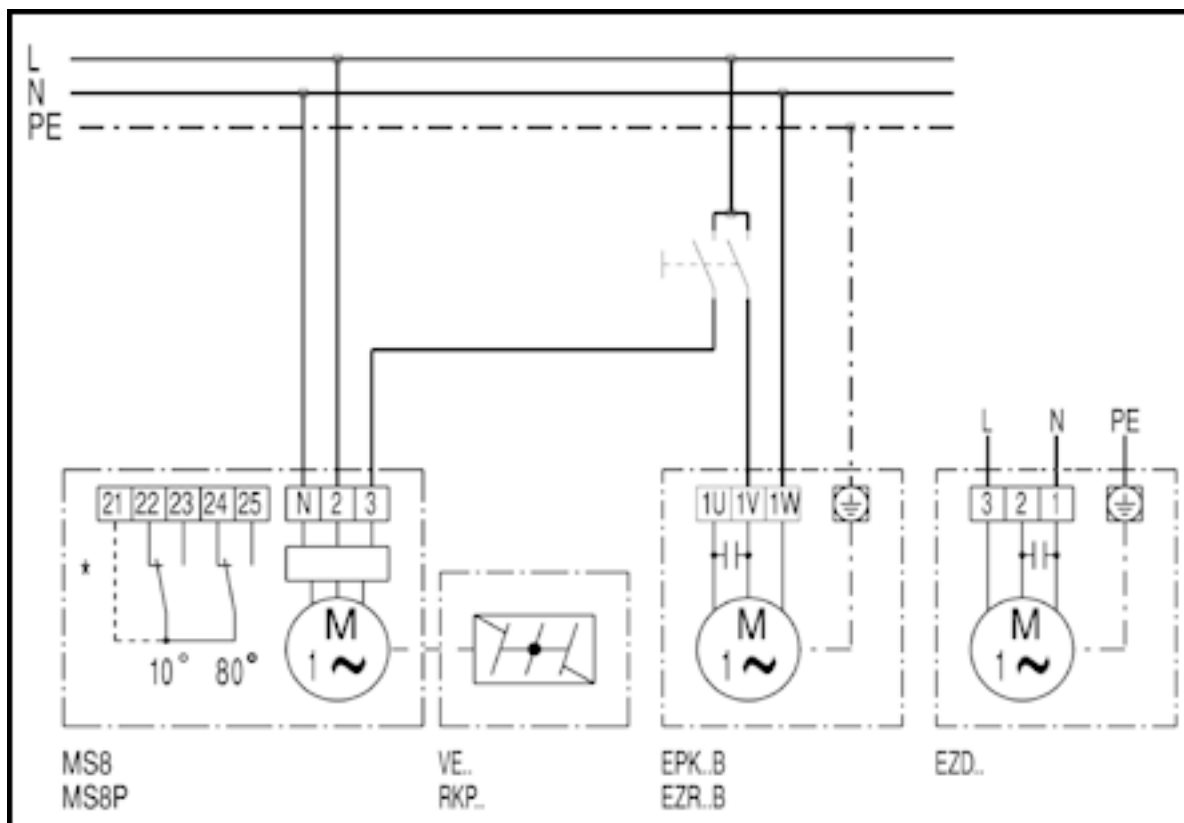 L
N
PE
L N PE
21 22 23 24 25 N 2 3 1U 1V 1W 3 2 1
*
M M M
1 ~ 1 ~ 1 ~
10° 80°
MS8 VE.. EPK..B EZD..
MS8P RKP.. EZR..B